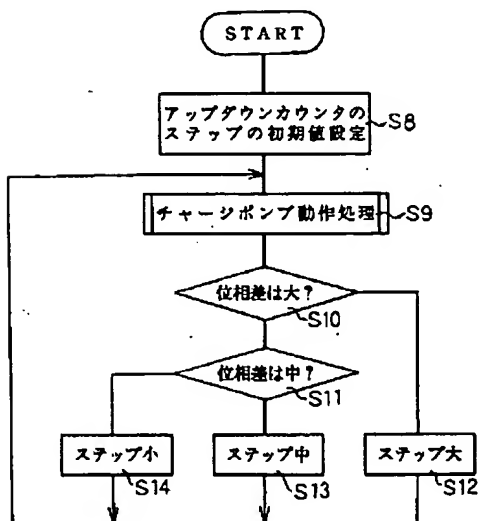 START
アップダウンカウンタの
ステップの初期値設定
S8
チャージポンプ動作処理
S9
位相差は大?
S10
位相差は中?
S11
ステップ小
S14
ステップ中
S13
ステップ大
S12